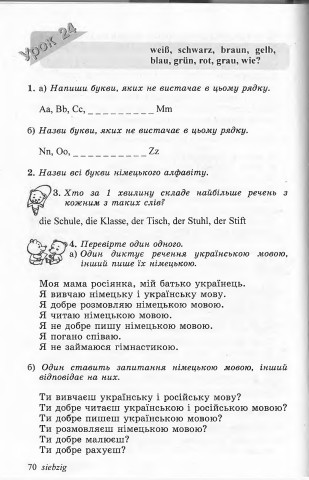 Урок 24
weiß, schwarz, braun, gelb,
blau, grün, rot, grau, wie?
1. а) Напиши букви, яких не вистачає в цьому рядку.
Aa, Bb, Cc, _ _ _ _ _ _ _ _ _ _ Mm
б) Назви букви, яких не вистачає в цьому рядку.
Nn, Oo, _ _ _ _ _ _ _ _ _ _ Zz
2. Назви всі букви німецького алфавіту.
3. Хто за 1 хвилину складе найбільше речень з
кожним з таких слів?
die Schule, die Klasse, der Tisch, der Stuhl, der Stift
4. Перевірте один одного.
а) Один диктує речення українською мовою,
інший пише їх німецькою.
Моя мама росіянка, мій батько українець.
Я вивчаю німецьку і українську мову.
Я добре розмовляю німецькою мовою.
Я читаю німецькою мовою.
Я не добре пишу німецькою мовою.
Я погано співаю.
Я не займаюся гімнастикою.
б) Один ставить запитання німецькою мовою, інший
відповідає на них.
Ти вивчаєш українську і російську мову?
Ти добре читаєш українською і російською мовою?
Ти добре пишеш українською мовою?
Ти розмовляєш німецькою мовою?
Ти добре малюєш?
Ти добре рахуєш?
70 siebzig